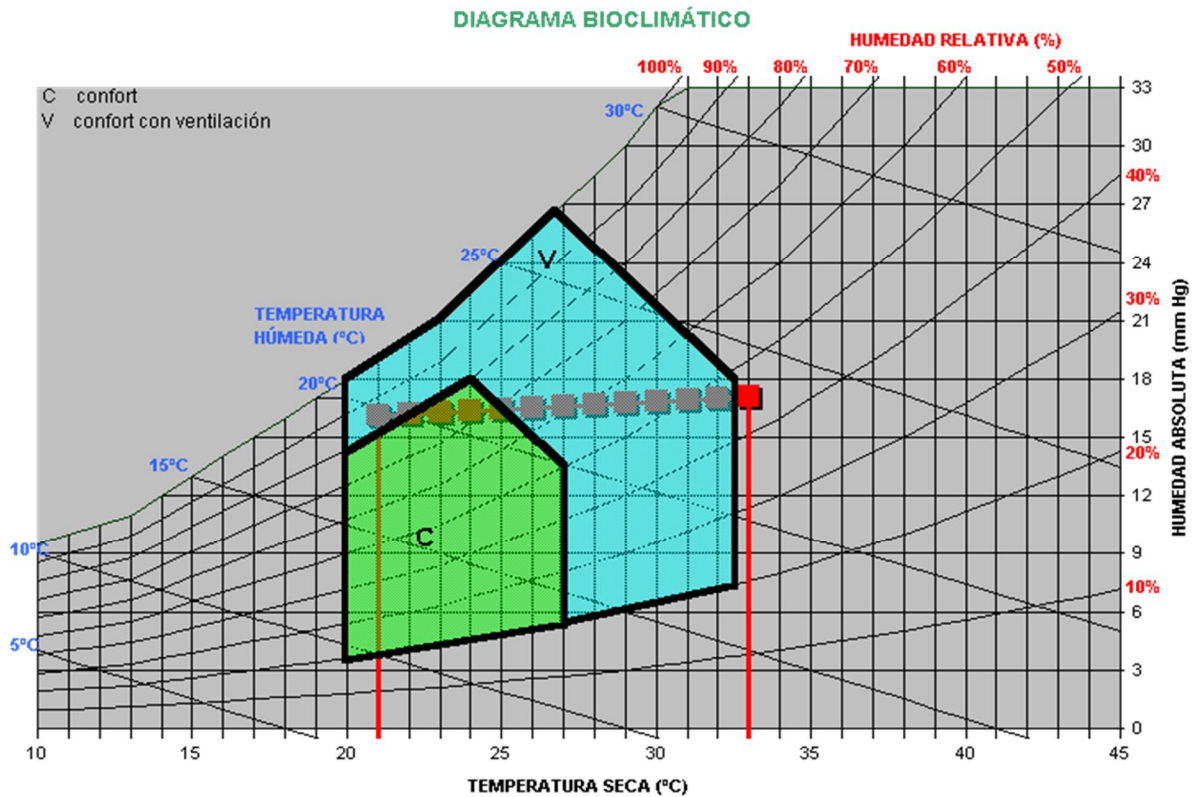 DIAGRAMA BIOCLIMÁTICO
HUMEDAD RELATIVA (%)
100% 90% 80% 70% 60% 50%
C confort
V confort con ventilación
30ºC
33
30
40%
27
V
25ºC
24
30%
TEMPERATURA
HÚMEDA (ºC)
21
20ºC
18
15
20%
15ºC
12
C
10ºC
9
10%
6
5ºC
3
0
HUMEDAD ABSOLUTA (mm Hg)
10 15 20 25 30 35 40 45
TEMPERATURA SECA (ºC)